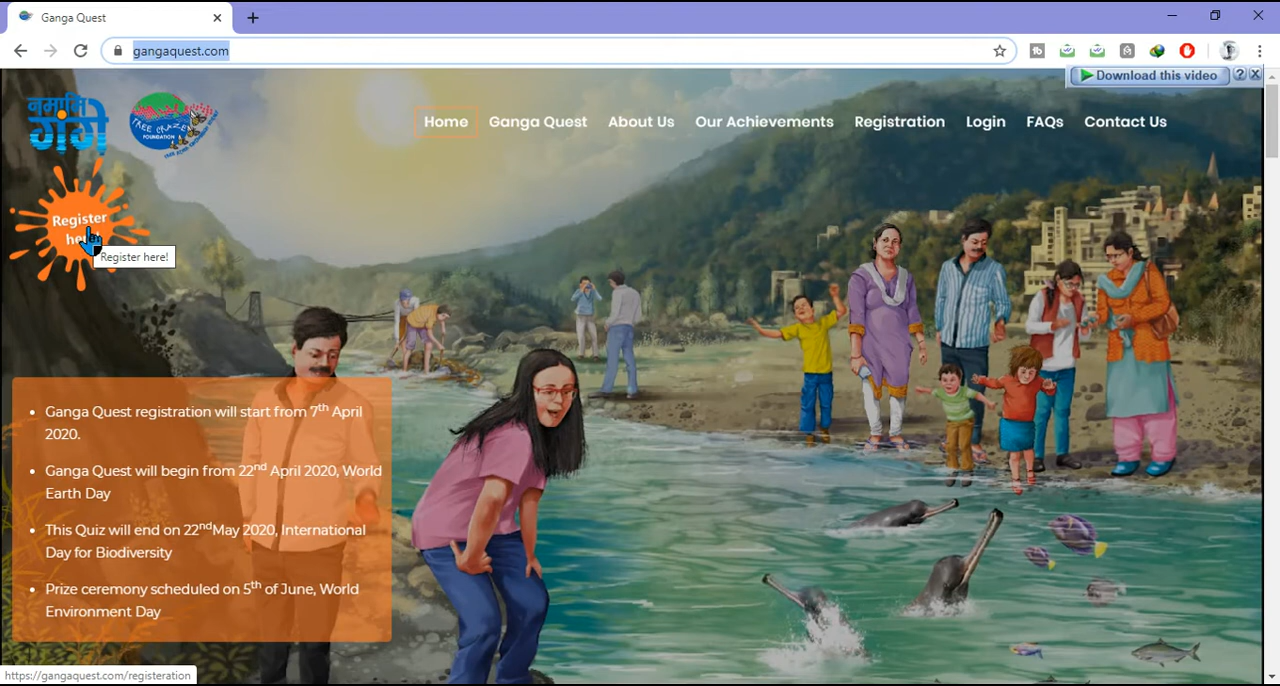 Ganga Quest
gangaquest.com
Download this video
नमामि
गंगे
TREE CRAZE
FOUNDATION
Home Ganga Quest About Us Our Achievements Registration Login FAQs Contact Us
Register
Register here!
Ganga Quest registration will start from 7th April
2020.
Ganga Quest will begin from 22nd April 2020, World
Earth Day
This Quiz will end on 22ndMay 2020, International
Day for Biodiversity
Prize ceremony scheduled on 5th of June, World
Environment Day
https://gangaquest.com/registeration